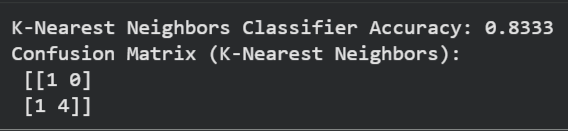 K-Nearest Neighbors Classifier Accuracy: 0.8333
Confusion Matrix (K-Nearest Neighbors):
 [[1 0]
 [1 4]]